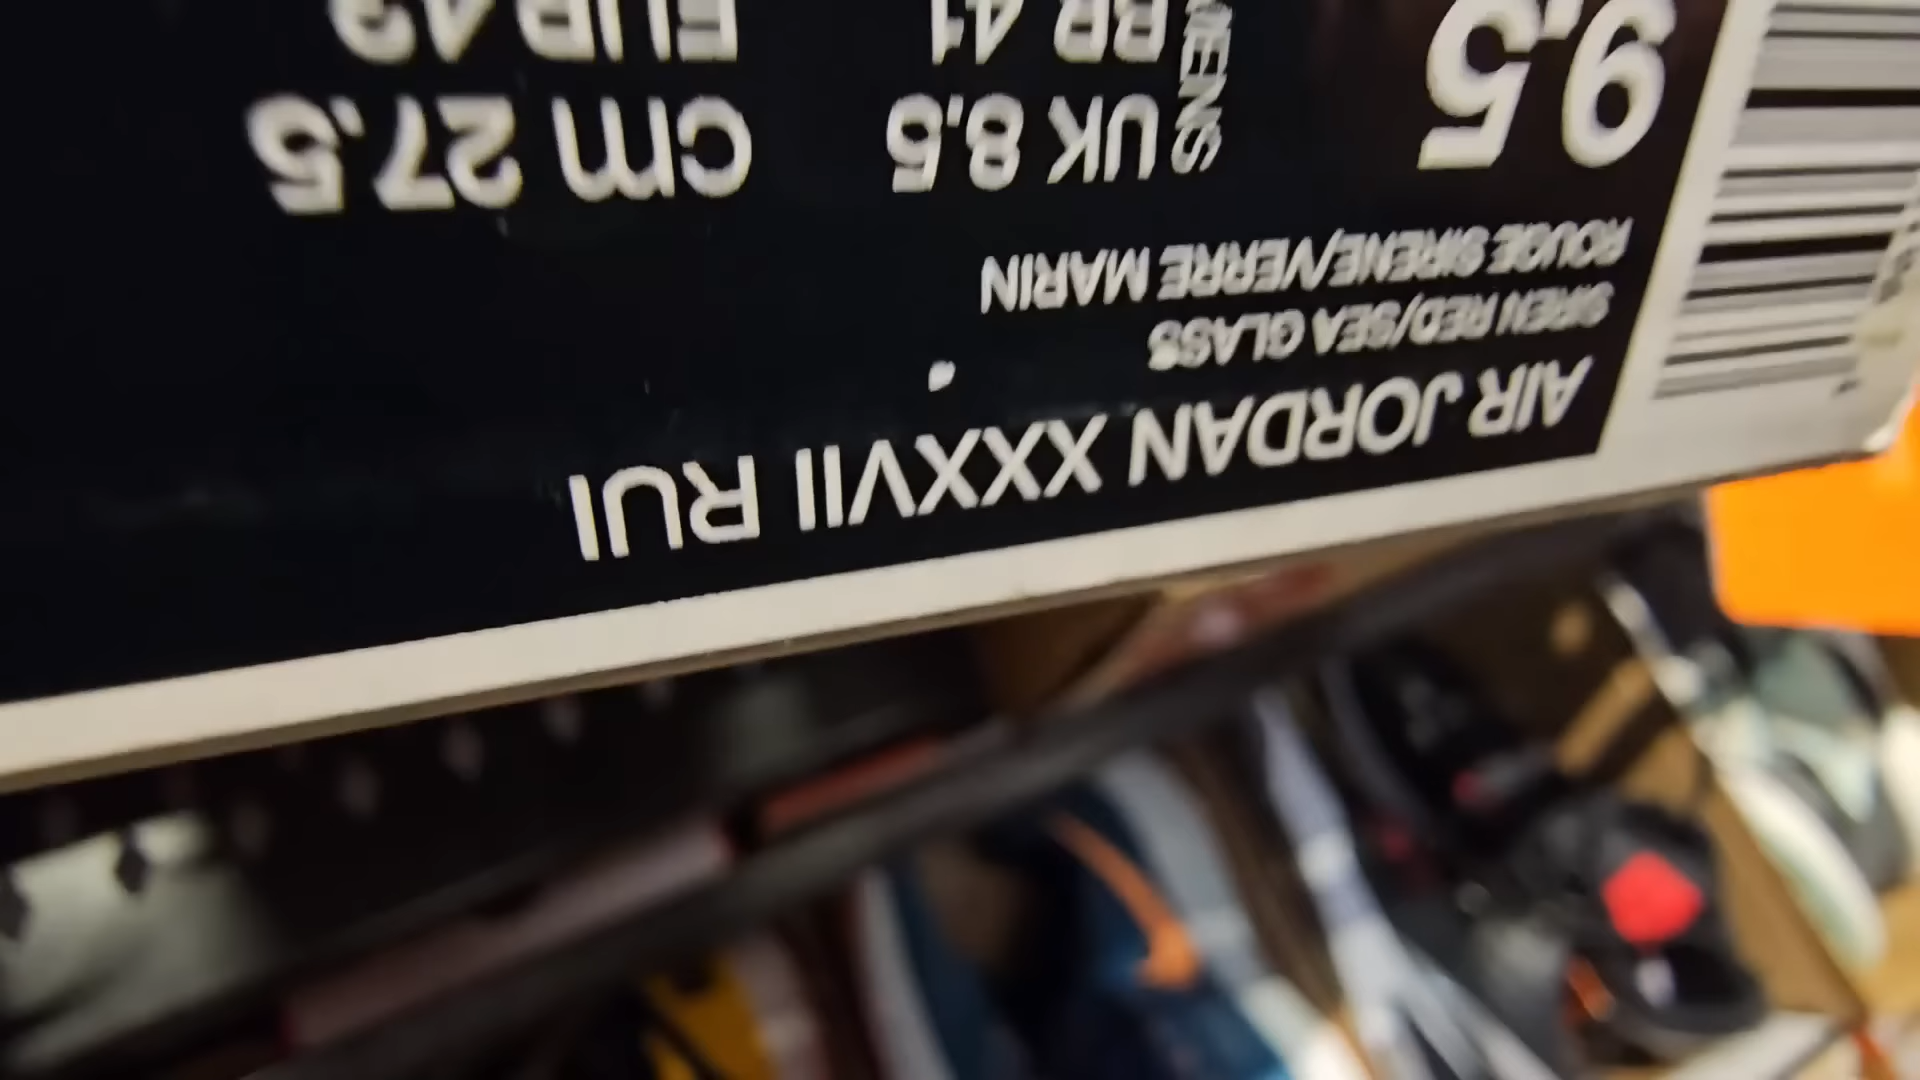 AIR JORDAN XXXVII RUI
SIREN RED/SEA GLASS
ROUGE SIRENE/VERRE MARIN
9.5 MENS UK 8.5 cm 27.5
BR 41 EUR 43